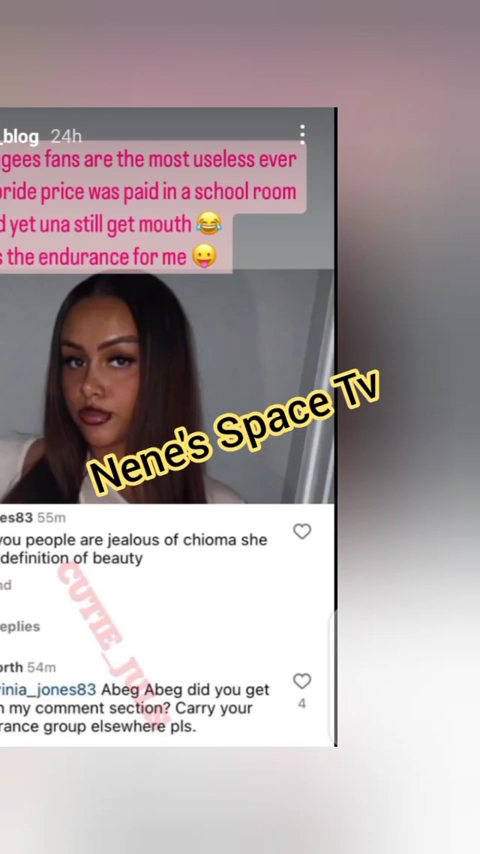 _blog 24h
gees fans are the most useless ever
bride price was paid in a school room
d yet una still get mouth 😂
s the endurance for me 😛
Nene's Space Tv
es83 55m
you people are jealous of chioma she
definition of beauty
nd
eplies
CUTIE_JULS
orth 54m
inia_jones83 Abeg Abeg did you get
n my comment section? Carry your
rance group elsewhere pls.
4